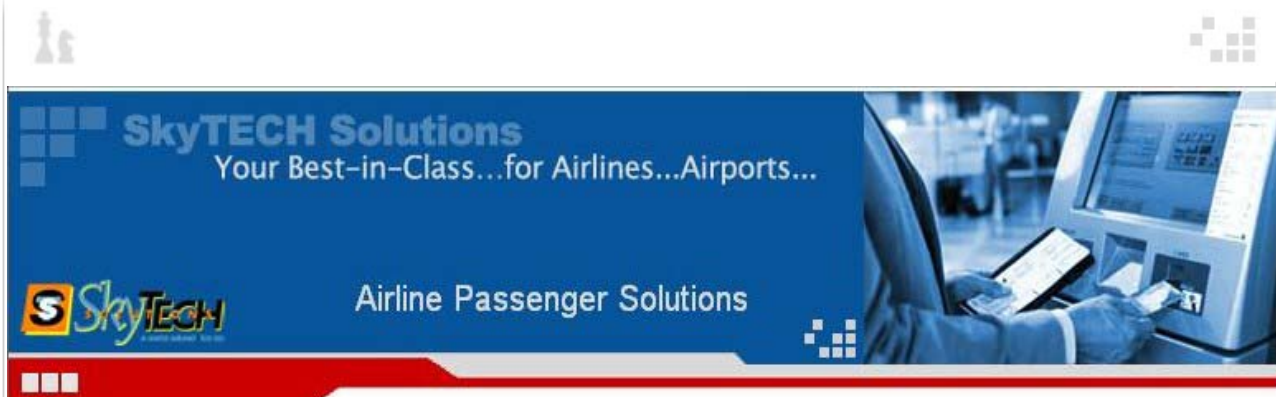 SkyTECH Solutions
Your Best-in-Class...for Airlines...Airports...
S SkyTECH
Airline Passenger Solutions